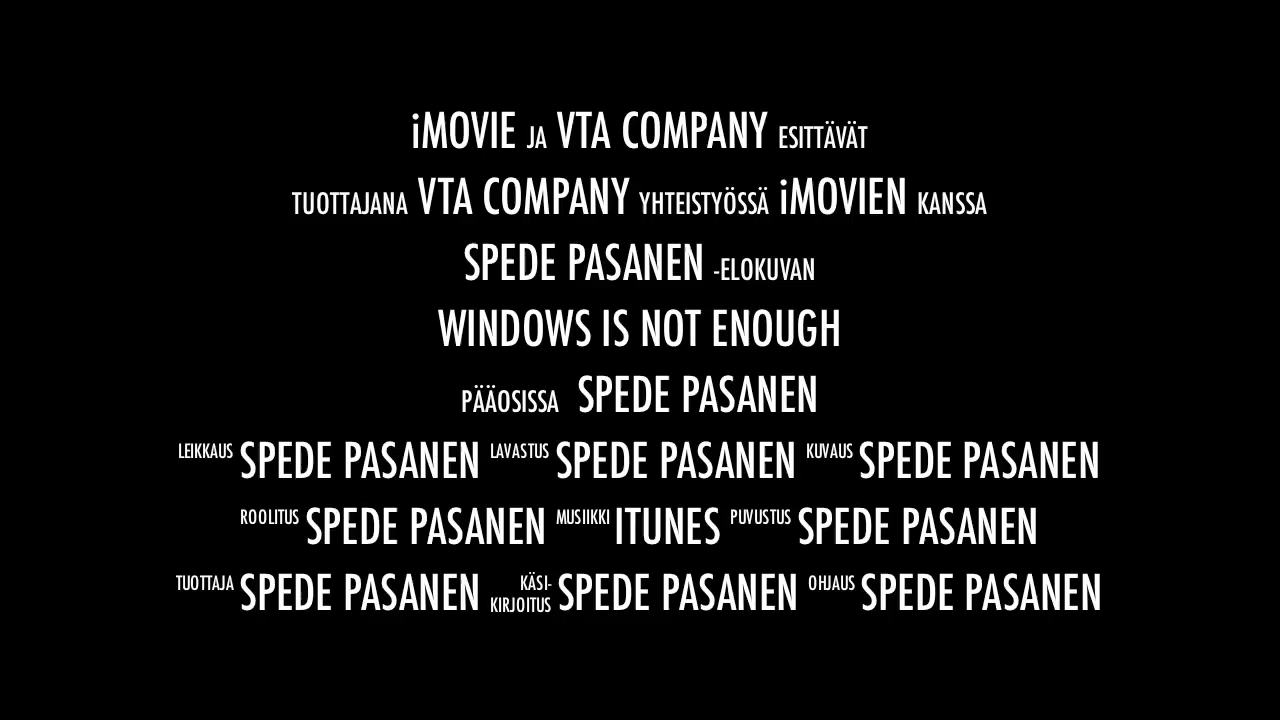 iMOVIE JA VTA COMPANY ESITTÄVÄT
TUOTTAJANA VTA COMPANY YHTEISTYÖSSÄ iMOVIEN KANSSA
SPEDE PASANEN -ELOKUVAN
WINDOWS IS NOT ENOUGH
PÄÄOSISSA SPEDE PASANEN
LEIKKAUS SPEDE PASANEN LAVASTUS SPEDE PASANEN KUVAUS SPEDE PASANEN
ROOLITUS SPEDE PASANEN MUSIIKKI ITUNES PUVUSTUS SPEDE PASANEN
TUOTTAJA SPEDE PASANEN KÄSI-KIRJOITUS SPEDE PASANEN OHJAUS SPEDE PASANEN